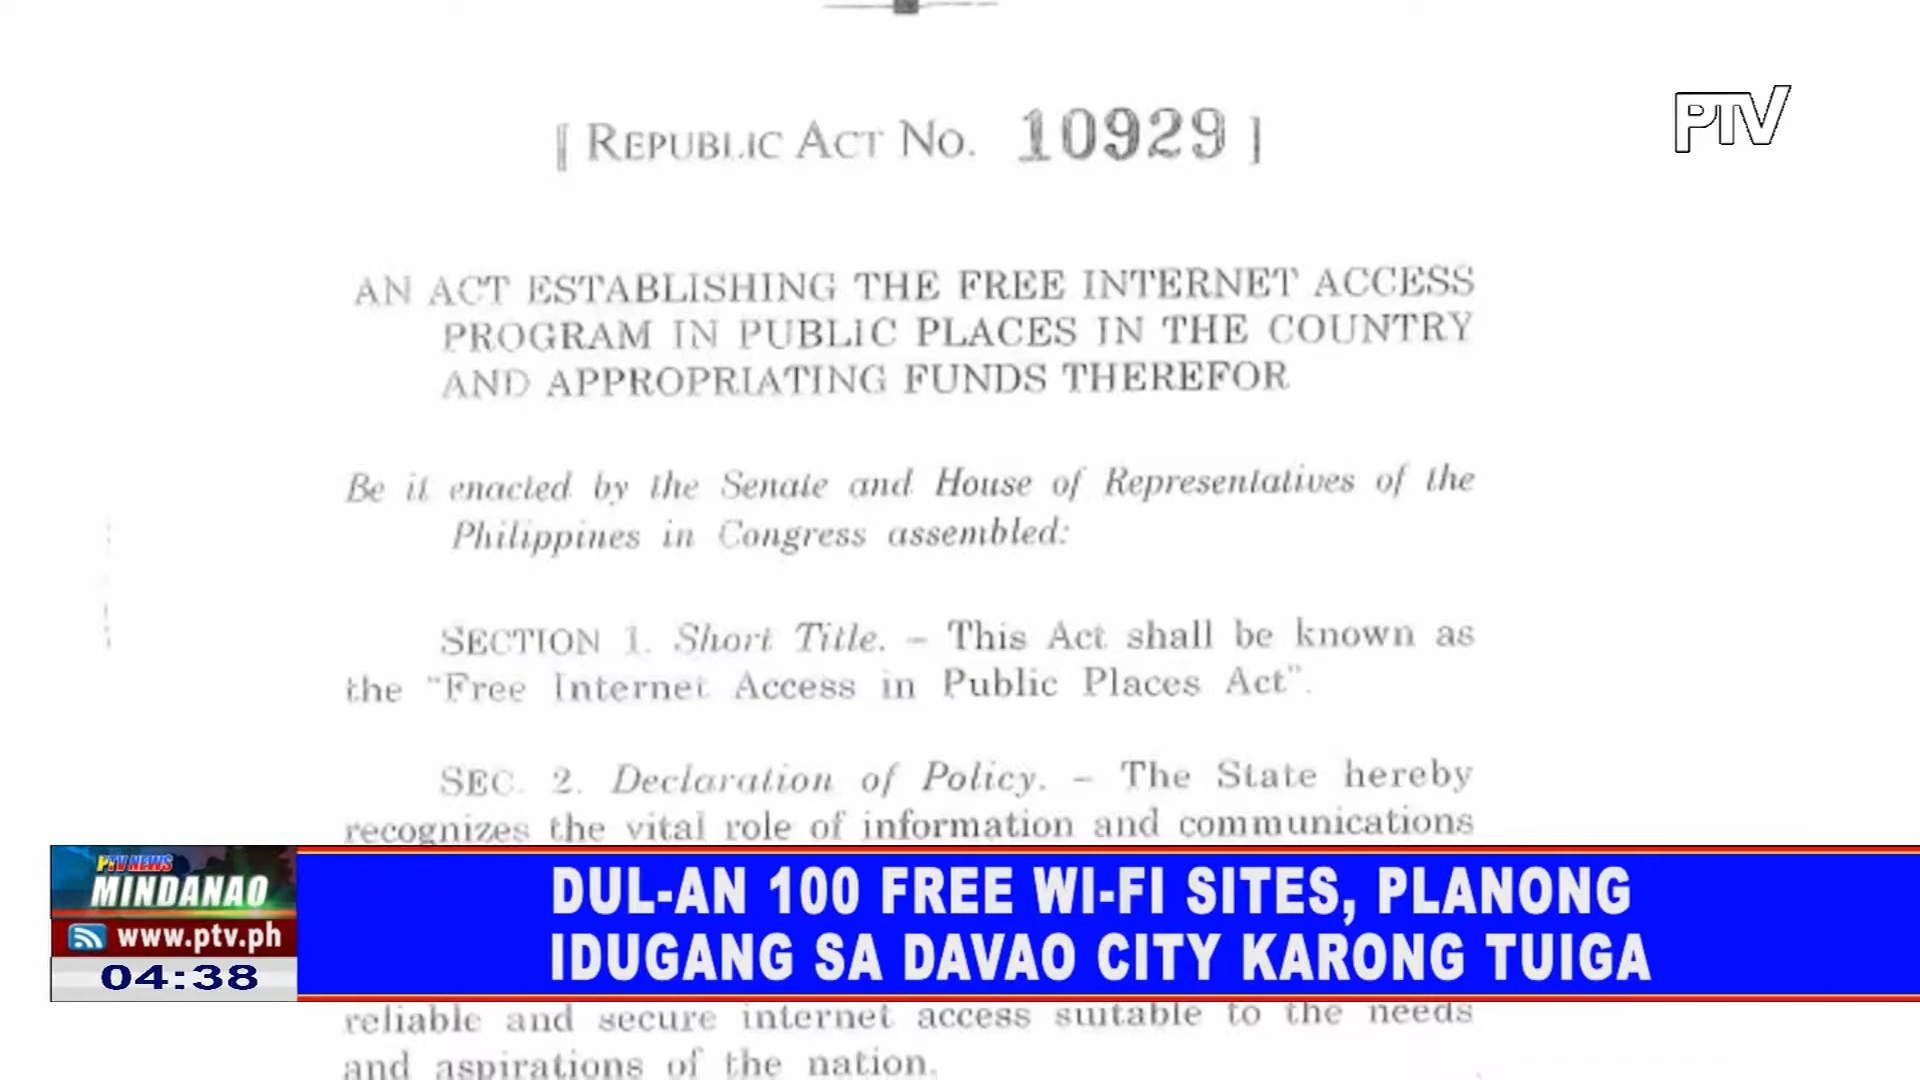 [ REPUBLIC ACT NO. 10929 ]
PTV
AN ACT ESTABLISHING THE FREE INTERNET ACCESS
PROGRAM IN PUBLIC PLACES IN THE COUNTRY
AND APPROPRIATING FUNDS THEREFOR
Be it enacted by the Senate and House of Representatives of the
Philippines in Congress assembled:
SECTION 1. Short Title. – This Act shall be known as
the “Free Internet Access in Public Places Act”.
SEC. 2. Declaration of Policy. – The State hereby
recognizes the vital role of information and communications
PTV NEWS
MINDANAO
www.ptv.ph
04:38
DUL-AN 100 FREE WI-FI SITES, PLANONG
IDUGANG SA DAVAO CITY KARONG TUIGA
reliable and secure internet access suitable to the needs
and aspirations of the nation.